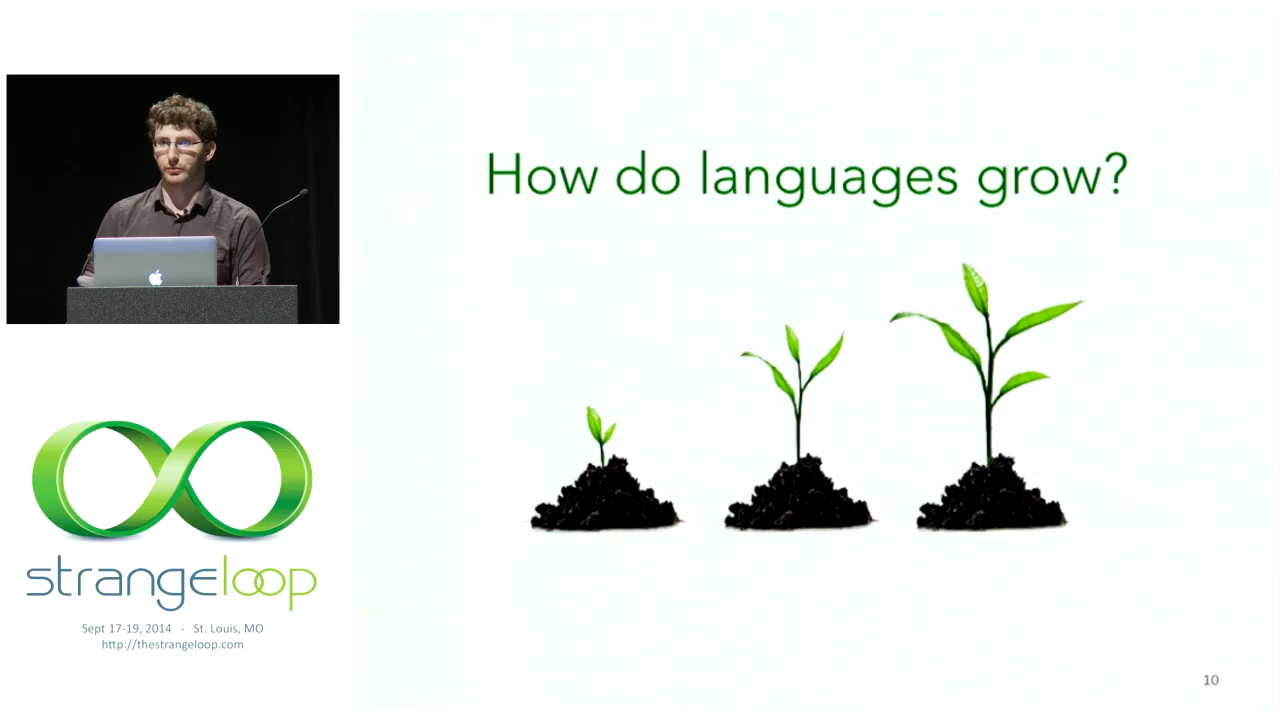 How do languages grow?
strangeloop
Sept 17-19, 2014 - St. Louis, MO
http://thestrangeloop.com
10